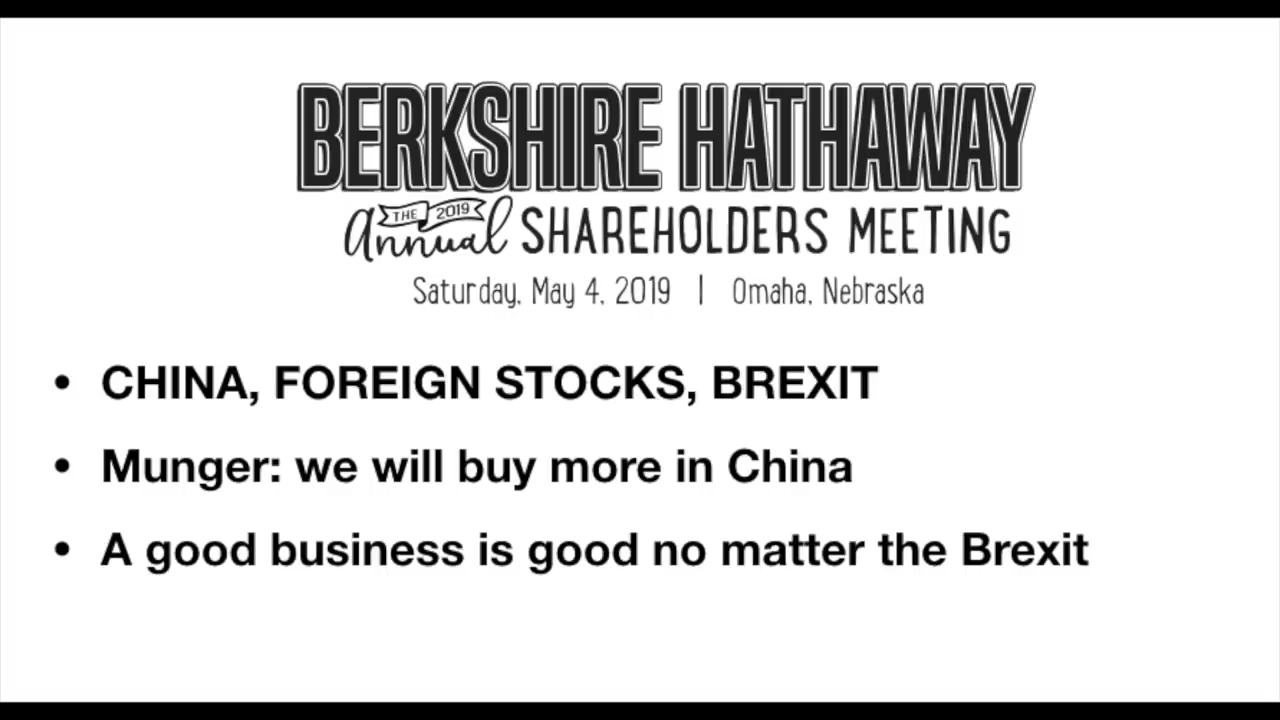 BERKSHIRE HATHAWAY
THE 2019 Annual SHAREHOLDERS MEETING
Saturday, May 4, 2019 | Omaha, Nebraska
• CHINA, FOREIGN STOCKS, BREXIT
• Munger: we will buy more in China
• A good business is good no matter the Brexit